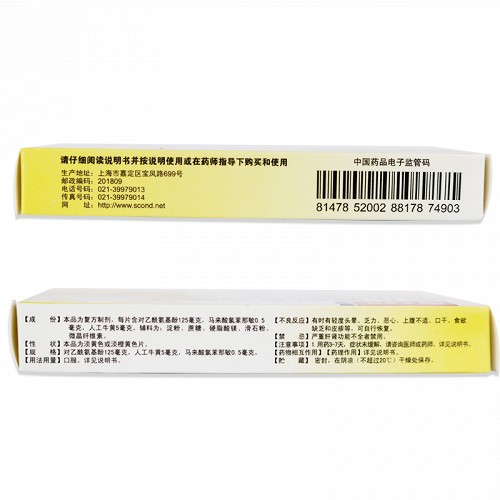 请仔细阅读说明书并按说明使用或在药师指导下购买和使用
生产地址：上海市嘉定区宝凤路699号
邮政编码：201809
电话号码：021-39979013
传真号码：021-39979014
网 址：http://www.scond.net
中国药品电子监管码
81478 52002 88178 74903
【成 份】本品为复方制剂，每片含对乙酰氨基酚125毫克，马来酸氯苯那敏0.5
毫克，人工牛黄5毫克，辅料为：淀粉、蔗糖、硬脂酸镁、滑石粉、
微晶纤维素。
【性 状】本品为淡黄色或淡橙黄色片。
【规 格】对乙酰氨基酚125毫克，人工牛黄5毫克，马来酸氯苯那敏0.5毫克。
【用法用量】口服，详见说明书。
【不良反应】有时有轻度头晕、乏力、恶心、上腹不适、口干、食欲
缺乏和皮疹等，可自行恢复。
【禁 忌】严重肝肾功能不全者禁用。
【注意事项】1.用药3-7天，症状未缓解，请咨询医师或药师。详见说明书。
【药物相互作用】【药理作用】详见说明书。
【贮 藏】密封，在阴凉（不超过20℃）干燥处保存。